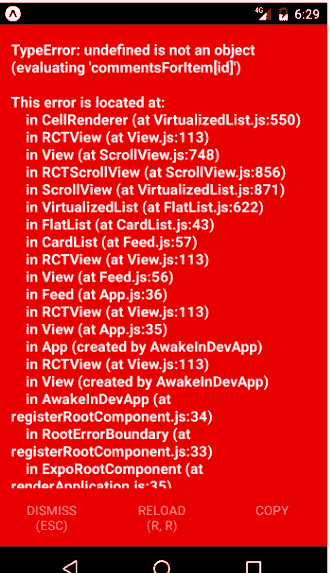 4G 6:29
TypeError: undefined is not an object
(evaluating 'commentsForItem[id]')
This error is located at:
in CellRenderer (at VirtualizedList.js:550)
in RCTView (at View.js:113)
in View (at ScrollView.js:748)
in RCTScrollView (at ScrollView.js:856)
in ScrollView (at VirtualizedList.js:871)
in VirtualizedList (at FlatList.js:622)
in FlatList (at CardList.js:43)
in CardList (at Feed.js:57)
in RCTView (at View.js:113)
in View (at Feed.js:56)
in Feed (at App.js:36)
in RCTView (at View.js:113)
in View (at App.js:35)
in App (created by AwakeInDevApp)
in RCTView (at View.js:113)
in View (created by AwakeInDevApp)
in AwakeInDevApp (at
registerRootComponent.js:34)
in RootErrorBoundary (at
registerRootComponent.js:33)
in ExpoRootComponent (at
renderApplication.js:35)
DISMISS RELOAD COPY
(ESC) (R, R)